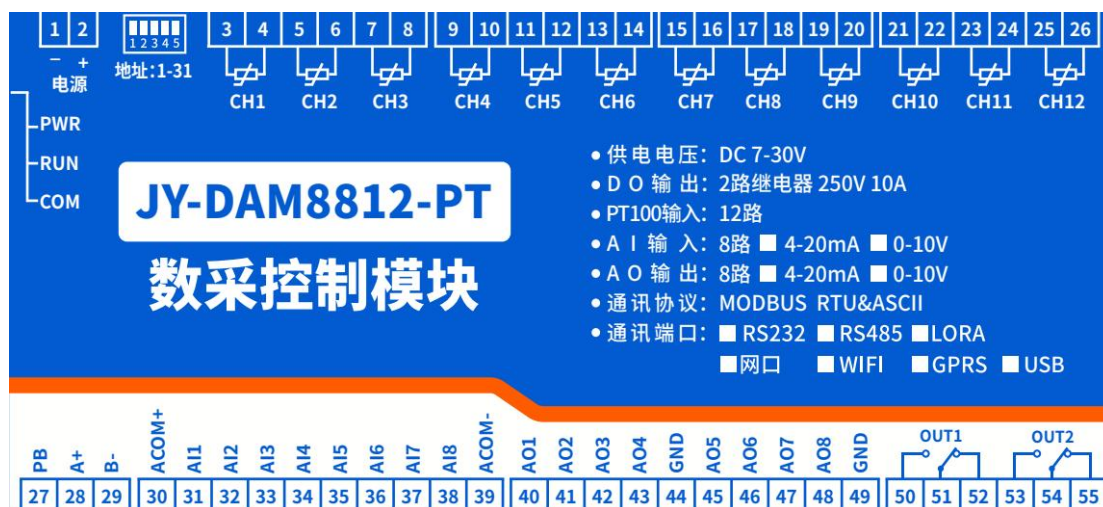 1 2 3 4 5 6 7 8 9 10 11 12 13 14 15 16 17 18 19 20 21 22 23 24 25 26
1 2 3 4 5
− +
电源
地址:1-31
CH1 CH2 CH3 CH4 CH5 CH6 CH7 CH8 CH9 CH10 CH11 CH12
PWR
RUN
COM
JY-DAM8812-PT
数采控制模块
● 供电电压：DC 7-30V
● D O 输 出：2路继电器 250V 10A
● PT100输入：12路
● A I 输 入：8路 ■ 4-20mA ■ 0-10V
● A O 输 出：8路 ■ 4-20mA ■ 0-10V
● 通讯协议：MODBUS RTU&ASCII
● 通讯端口：■ RS232 ■ RS485 ■LORA
■网口 ■WIFI ■GPRS ■USB
PB A+ B- ACOM+ AI1 AI2 AI3 AI4 AI5 AI6 AI7 AI8 ACOM- AO1 AO2 AO3 AO4 GND AO5 AO6 AO7 AO8 GND OUT1 OUT2
27 28 29 30 31 32 33 34 35 36 37 38 39 40 41 42 43 44 45 46 47 48 49 50 51 52 53 54 55